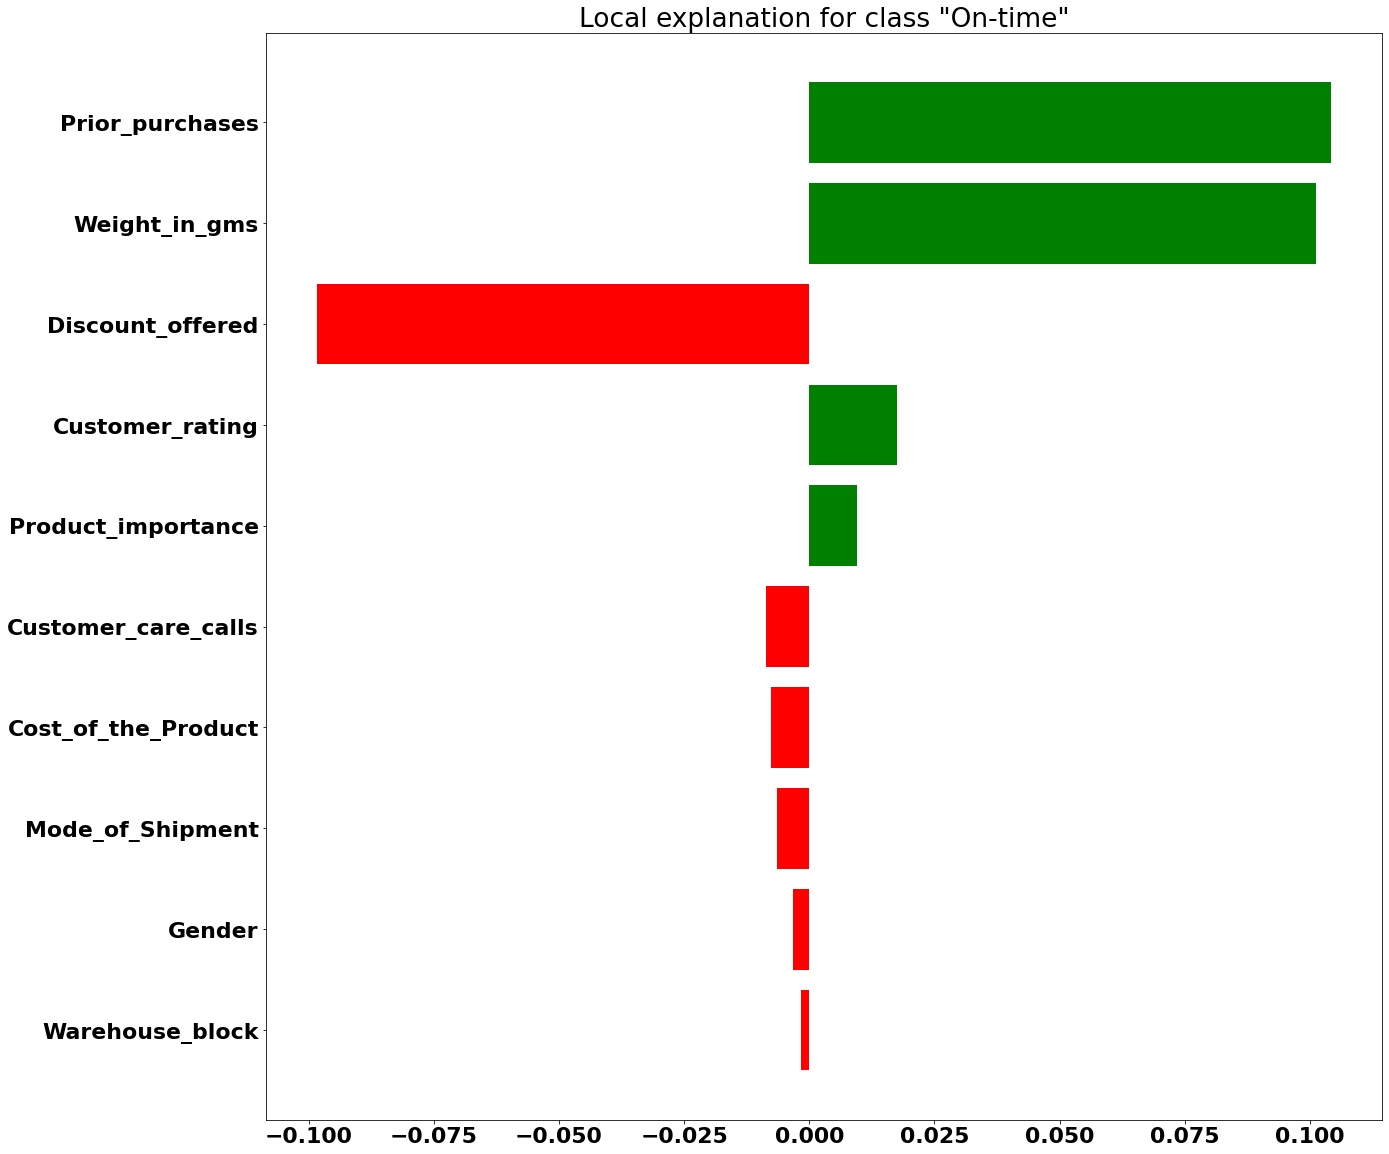 Local explanation for class "On-time"
Prior_purchases
Weight_in_gms
Discount_offered
Customer_rating
Product_importance
Customer_care_calls
Cost_of_the_Product
Mode_of_Shipment
Gender
Warehouse_block
−0.100 −0.075 −0.050 −0.025 0.000 0.025 0.050 0.075 0.100